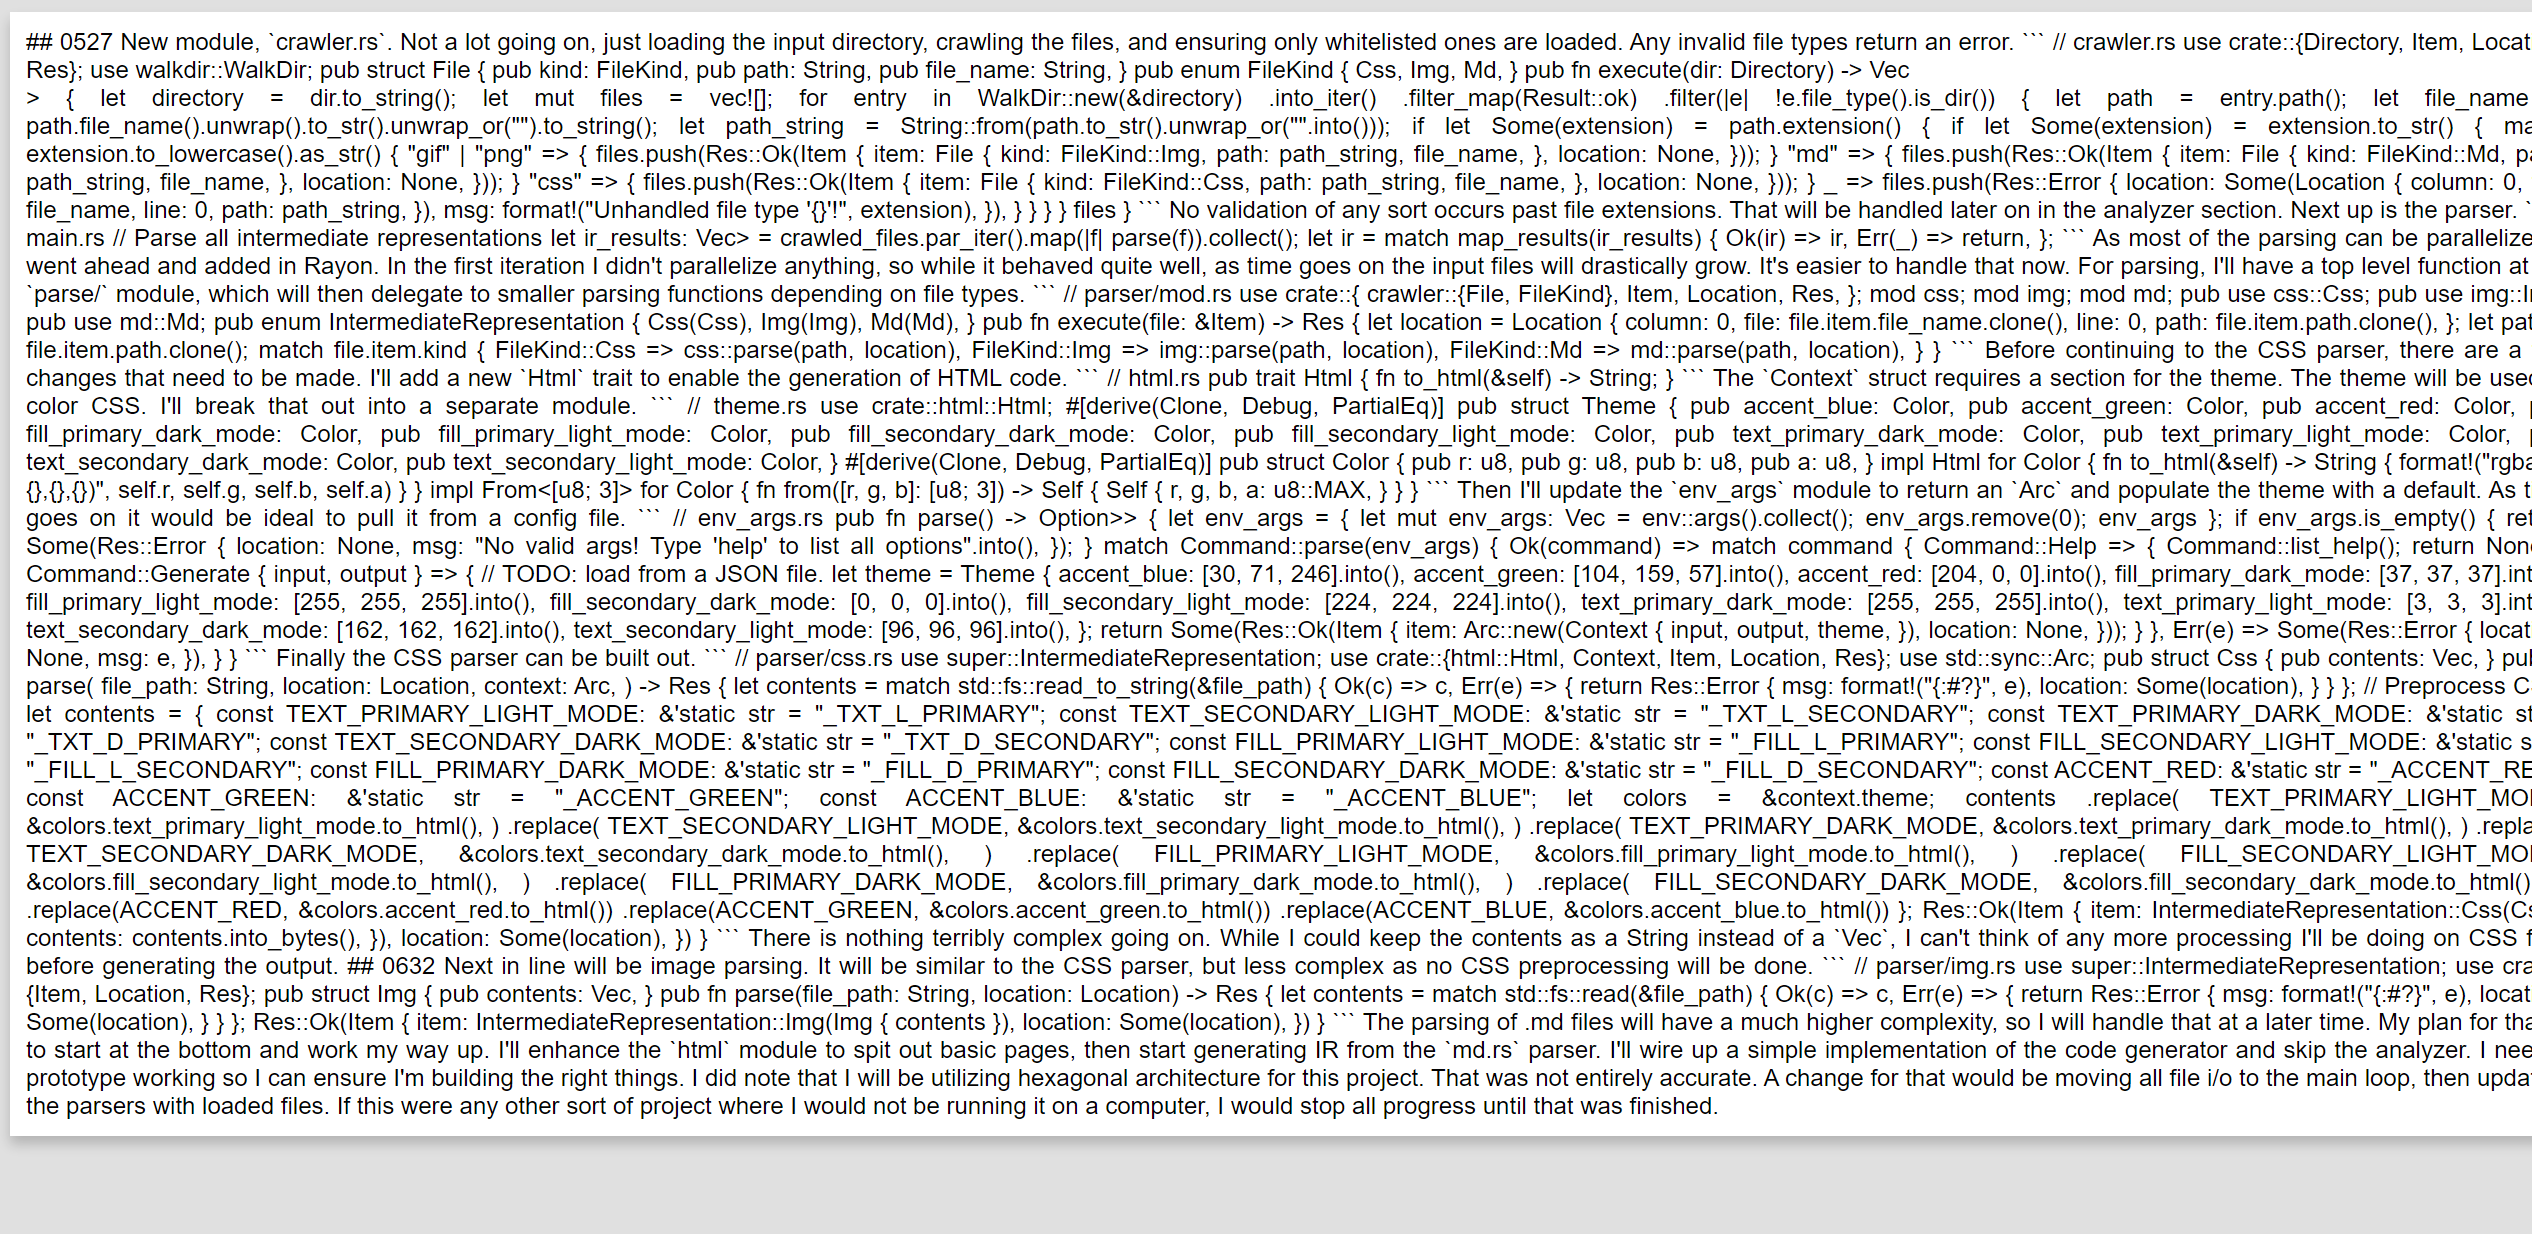 ## 0527 New module, `crawler.rs`. Not a lot going on, just loading the input directory, crawling the files, and ensuring only whitelisted ones are loaded. Any invalid file types return an error. ``` // crawler.rs use crate::{Directory, Item,
Res}; use walkdir::WalkDir; pub struct File { pub kind: FileKind, pub path: String, pub file_name: String, } pub enum FileKind { Css, Img, Md, } pub fn execute(dir: Directory) -> Vec
> { let directory = dir.to_string(); let mut files = vec![]; for entry in WalkDir::new(&directory) .into_iter() .filter_map(Result::ok) .filter(|e| !e.file_type().is_dir()) { let path = entry.path(); let file_name
path.file_name().unwrap().to_str().unwrap_or("").to_string(); let path_string = String::from(path.to_str().unwrap_or("".into())); if let Some(extension) = path.extension() { if let Some(extension) = extension.to_str() {
extension.to_lowercase().as_str() { "gif" | "png" => { files.push(Res::Ok(Item { item: File { kind: FileKind::Img, path: path_string, file_name, }, location: None, })); } "md" => { files.push(Res::Ok(Item { item: File { kind: FileKind::Md,
path_string, file_name, }, location: None, })); } "css" => { files.push(Res::Ok(Item { item: File { kind: FileKind::Css, path: path_string, file_name, }, location: None, })); } _ => files.push(Res::Error { location: Some(Location { column: 0,
file_name, line: 0, path: path_string, }), msg: format!("Unhandled file type '{}'!", extension), }), } } } } files } ``` No validation of any sort occurs past file extensions. That will be handled later on in the analyzer section. Next up is the parser.
main.rs // Parse all intermediate representations let ir_results: Vec> = crawled_files.par_iter().map(|f| parse(f)).collect(); let ir = match map_results(ir_results) { Ok(ir) => ir, Err(_) => return, }; ``` As most of the parsing can be
went ahead and added in Rayon. In the first iteration I didn't parallelize anything, so while it behaved quite well, as time goes on the input files will drastically grow. It's easier to handle that now. For parsing, I'll have a top level function at
`parse/` module, which will then delegate to smaller parsing functions depending on file types. ``` // parser/mod.rs use crate::{ crawler::{File, FileKind}, Item, Location, Res, }; mod css; mod img; mod md; pub use css::Css; pub use
pub use md::Md; pub enum IntermediateRepresentation { Css(Css), Img(Img), Md(Md), } pub fn execute(file: &Item) -> Res { let location = Location { column: 0, file: file.item.file_name.clone(), line: 0, path: file.item.path.clone(), }; let
file.item.path.clone(); match file.item.kind { FileKind::Css => css::parse(path, location), FileKind::Img => img::parse(path, location), FileKind::Md => md::parse(path, location), } } ``` Before continuing to the CSS parser, there are a
changes that need to be made. I'll add a new `Html` trait to enable the generation of HTML code. ``` // html.rs pub trait Html { fn to_html(&self) -> String; } ``` The `Context` struct requires a section for the theme. The theme will be
color CSS. I'll break that out into a separate module. ``` // theme.rs use crate::html::Html; #[derive(Clone, Debug, PartialEq)] pub struct Theme { pub accent_blue: Color, pub accent_green: Color, pub accent_red: Color,
fill_primary_dark_mode: Color, pub fill_primary_light_mode: Color, pub fill_secondary_dark_mode: Color, pub fill_secondary_light_mode: Color, pub text_primary_dark_mode: Color, pub text_primary_light_mode: Color,
text_secondary_dark_mode: Color, pub text_secondary_light_mode: Color, } #[derive(Clone, Debug, PartialEq)] pub struct Color { pub r: u8, pub g: u8, pub b: u8, pub a: u8, } impl Html for Color { fn to_html(&self) -> String {
{},{},{})", self.r, self.g, self.b, self.a) } } impl From<[u8; 3]> for Color { fn from([r, g, b]: [u8; 3]) -> Self { Self { r, g, b, a: u8::MAX, } } } ``` Then I'll update the `env_args` module to return an `Arc` and populate the theme with a default. As
goes on it would be ideal to pull it from a config file. ``` // env_args.rs pub fn parse() -> Option>> { let env_args = { let mut env_args: Vec = env::args().collect(); env_args.remove(0); env_args }; if env_args.is_empty() {
Some(Res::Error { location: None, msg: "No valid args! Type 'help' to list all options".into(), }); } match Command::parse(env_args) { Ok(command) => match command { Command::Help => { Command::list_help(); return
Command::Generate { input, output } => { // TODO: load from a JSON file. let theme = Theme { accent_blue: [30, 71, 246].into(), accent_green: [104, 159, 57].into(), accent_red: [204, 0, 0].into(), fill_primary_dark_mode: [37, 37,
fill_primary_light_mode: [255, 255, 255].into(), fill_secondary_dark_mode: [0, 0, 0].into(), fill_secondary_light_mode: [224, 224, 224].into(), text_primary_dark_mode: [255, 255, 255].into(), text_primary_light_mode: [3, 3,
text_secondary_dark_mode: [162, 162, 162].into(), text_secondary_light_mode: [96, 96, 96].into(), }; return Some(Res::Ok(Item { item: Arc::new(Context { input, output, theme, }), location: None, })); } }, Err(e) => Some(Res::Error {
None, msg: e, }), } } ``` Finally the CSS parser can be built out. ``` // parser/css.rs use super::IntermediateRepresentation; use crate::{html::Html, Context, Item, Location, Res}; use std::sync::Arc; pub struct Css { pub contents: Vec, }
parse( file_path: String, location: Location, context: Arc, ) -> Res { let contents = match std::fs::read_to_string(&file_path) { Ok(c) => c, Err(e) => { return Res::Error { msg: format!("{:#?}", e), location: Some(location), } } }; // Preprocess
let contents = { const TEXT_PRIMARY_LIGHT_MODE: &'static str = "_TXT_L_PRIMARY"; const TEXT_SECONDARY_LIGHT_MODE: &'static str = "_TXT_L_SECONDARY"; const TEXT_PRIMARY_DARK_MODE: &'static
"_TXT_D_PRIMARY"; const TEXT_SECONDARY_DARK_MODE: &'static str = "_TXT_D_SECONDARY"; const FILL_PRIMARY_LIGHT_MODE: &'static str = "_FILL_L_PRIMARY"; const FILL_SECONDARY_LIGHT_MODE: &'static
"_FILL_L_SECONDARY"; const FILL_PRIMARY_DARK_MODE: &'static str = "_FILL_D_PRIMARY"; const FILL_SECONDARY_DARK_MODE: &'static str = "_FILL_D_SECONDARY"; const ACCENT_RED: &'static str =
const ACCENT_GREEN: &'static str = "_ACCENT_GREEN"; const ACCENT_BLUE: &'static str = "_ACCENT_BLUE"; let colors = &context.theme; contents .replace(
&colors.text_primary_light_mode.to_html(), ) .replace( TEXT_SECONDARY_LIGHT_MODE, &colors.text_secondary_light_mode.to_html(), ) .replace( TEXT_PRIMARY_DARK_MODE, &colors.text_primary_dark_mode.to_html(), )
TEXT_SECONDARY_DARK_MODE, &colors.text_secondary_dark_mode.to_html(), ) .replace( FILL_PRIMARY_LIGHT_MODE, &colors.fill_primary_light_mode.to_html(), ) .replace(
&colors.fill_secondary_light_mode.to_html(), ) .replace( FILL_PRIMARY_DARK_MODE, &colors.fill_primary_dark_mode.to_html(), ) .replace( FILL_SECONDARY_DARK_MODE, &colors.fill_secondary_dark_mode.to_html()
.replace(ACCENT_RED, &colors.accent_red.to_html()) .replace(ACCENT_GREEN, &colors.accent_green.to_html()) .replace(ACCENT_BLUE, &colors.accent_blue.to_html()) }; Res::Ok(Item { item:
contents: contents.into_bytes(), }), location: Some(location), }) } ``` There is nothing terribly complex going on. While I could keep the contents as a String instead of a `Vec`, I can't think of any more processing I'll be doing on CSS
before generating the output. ## 0632 Next in line will be image parsing. It will be similar to the CSS parser, but less complex as no CSS preprocessing will be done. ``` // parser/img.rs use super::IntermediateRepresentation; use
{Item, Location, Res}; pub struct Img { pub contents: Vec, } pub fn parse(file_path: String, location: Location) -> Res { let contents = match std::fs::read(&file_path) { Ok(c) => c, Err(e) => { return Res::Error { msg: format!("{:#?}", e),
Some(location), } } }; Res::Ok(Item { item: IntermediateRepresentation::Img(Img { contents }), location: Some(location), }) } ``` The parsing of .md files will have a much higher complexity, so I will handle that at a later time. My plan for
to start at the bottom and work my way up. I'll enhance the `html` module to spit out basic pages, then start generating IR from the `md.rs` parser. I'll wire up a simple implementation of the code generator and skip the analyzer. I
prototype working so I can ensure I'm building the right things. I did note that I will be utilizing hexagonal architecture for this project. That was not entirely accurate. A change for that would be moving all file i/o to the main loop, then
the parsers with loaded files. If this were any other sort of project where I would not be running it on a computer, I would stop all progress until that was finished.